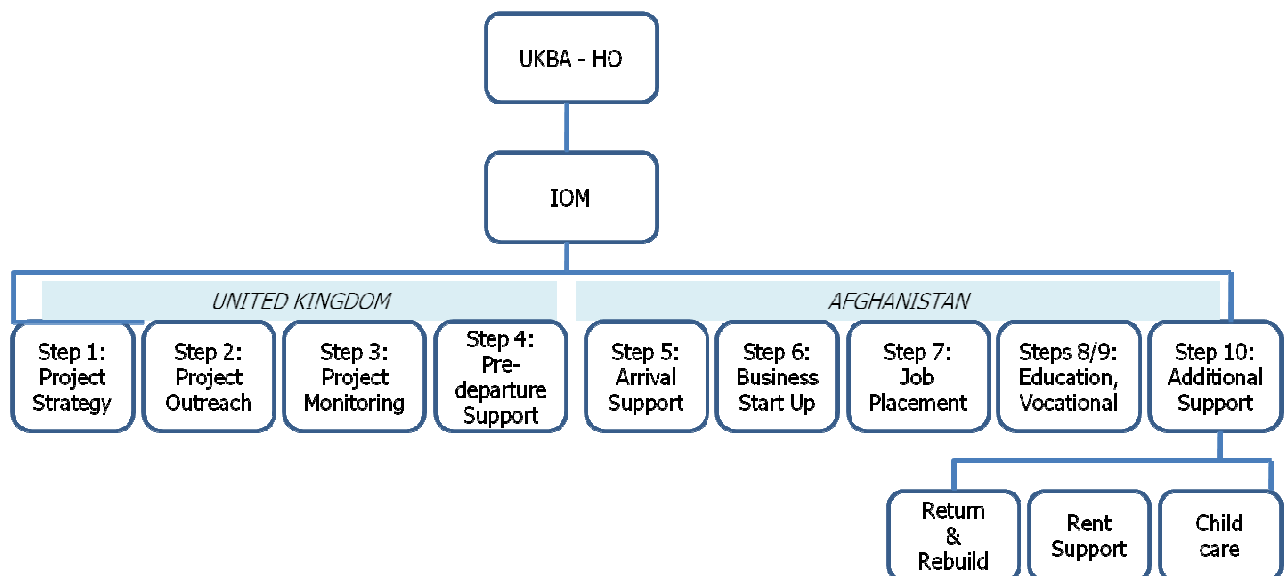 UKBA - HO
IOM
UNITED KINGDOM
AFGHANISTAN
Step 1:
Project
Strategy
Step 2:
Project
Outreach
Step 3:
Project
Monitoring
Step 4:
Pre-
departure
Support
Step 5:
Arrival
Support
Step 6:
Business
Start Up
Step 7:
Job
Placement
Steps 8/9:
Education,
Vocational
Step 10:
Additional
Support
Return
&
Rebuild
Rent
Support
Child
care